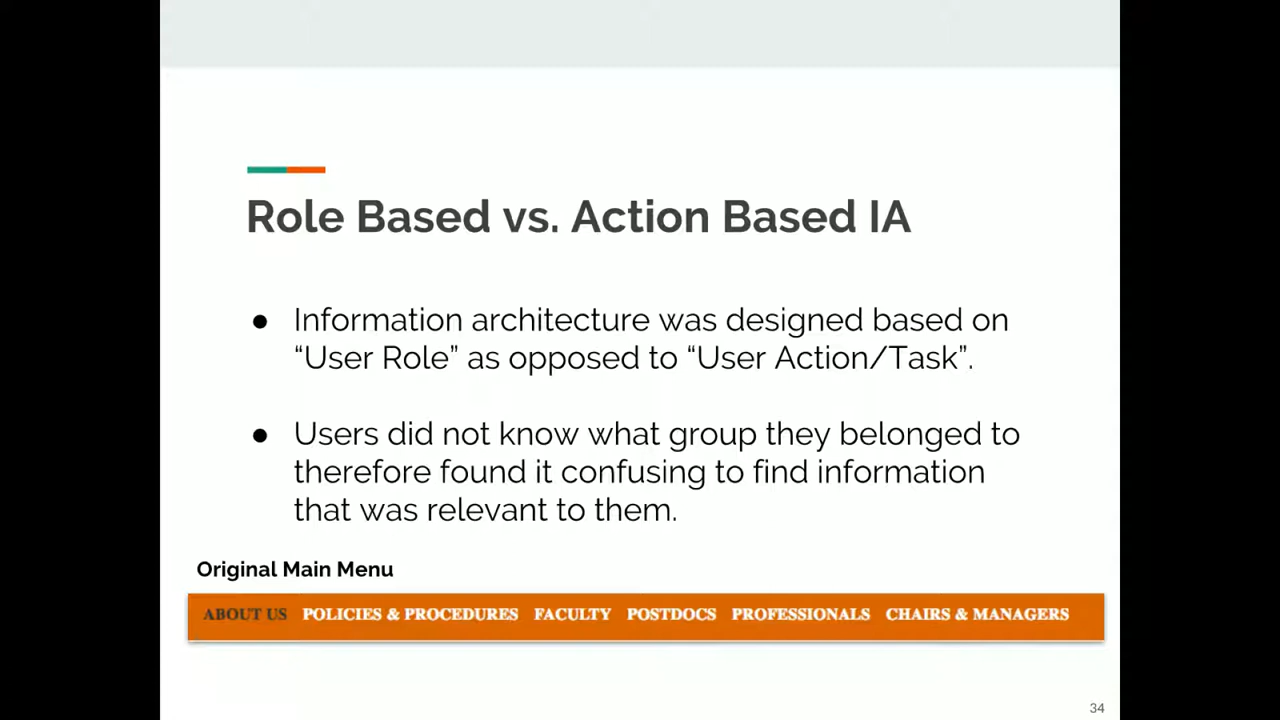 Role Based vs. Action Based IA
● Information architecture was designed based on
“User Role” as opposed to “User Action/Task”.
● Users did not know what group they belonged to
therefore found it confusing to find information
that was relevant to them.
Original Main Menu
ABOUT US POLICIES & PROCEDURES FACULTY POSTDOCS PROFESSIONALS CHAIRS & MANAGERS
34